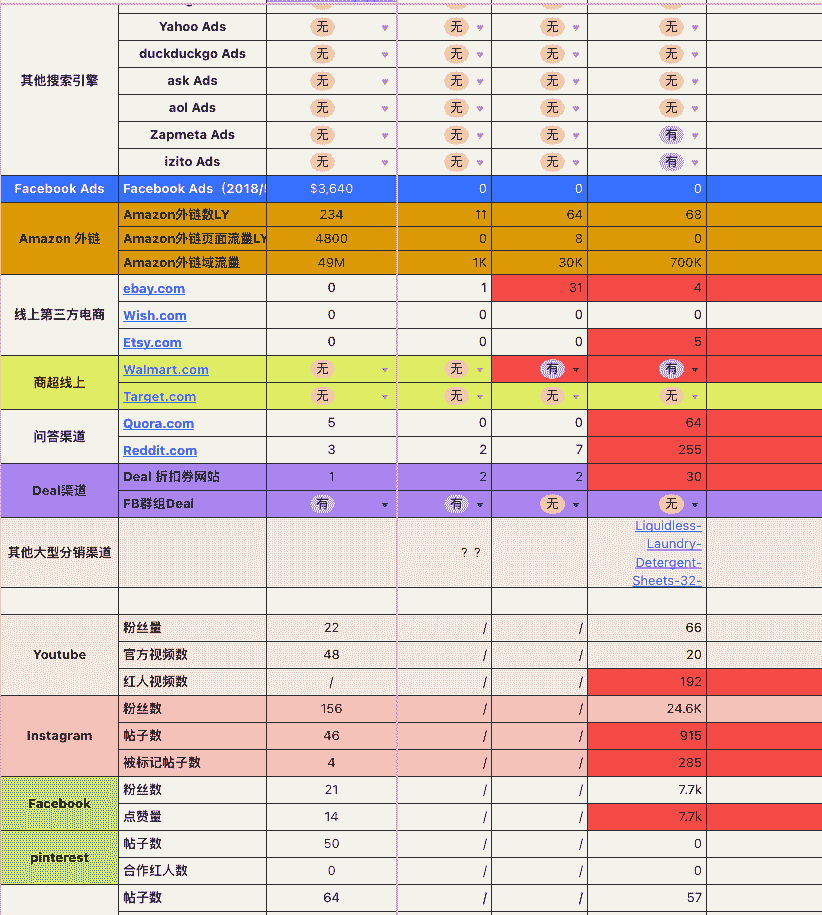 其他搜索引擎
Yahoo Ads 无 无 无 无
duckduckgo Ads 无 无 无 无
ask Ads 无 无 无 无
aol Ads 无 无 无 无
Zapmeta Ads 无 无 无 有
izito Ads 无 无 无 有
Facebook Ads Facebook Ads（2018/ $3,640 0 0 0
Amazon 外链
Amazon外链数LY 234 11 64 68
Amazon外链页面流量LY 4800 0 8 0
Amazon外链域流量 49M 1K 30K 700K
线上第三方电商
ebay.com 0 1 31 4
Wish.com 0 0 0 0
Etsy.com 0 0 0 5
商超线上
Walmart.com 无 无 有 有
Target.com 无 无 无 无
问答渠道
Quora.com 5 0 0 64
Reddit.com 3 2 7 255
Deal渠道
Deal 折扣券网站 1 2 2 30
FB群组Deal 有 有 无 无
其他大型分销渠道 ？？
Liquidless-
Laundry-
Detergent-
Sheets-32-
Youtube
粉丝量 22 / / 66
官方视频数 48 / / 20
红人视频数 / / / 192
Instagram
粉丝数 156 / / 24.6K
帖子数 46 / / 915
被标记帖子数 4 / / 285
Facebook
粉丝数 21 / / 7.7k
点赞量 14 / / 7.7k
pinterest
帖子数 50 / / 0
合作红人数 0 / / 0
帖子数 64 / / 57